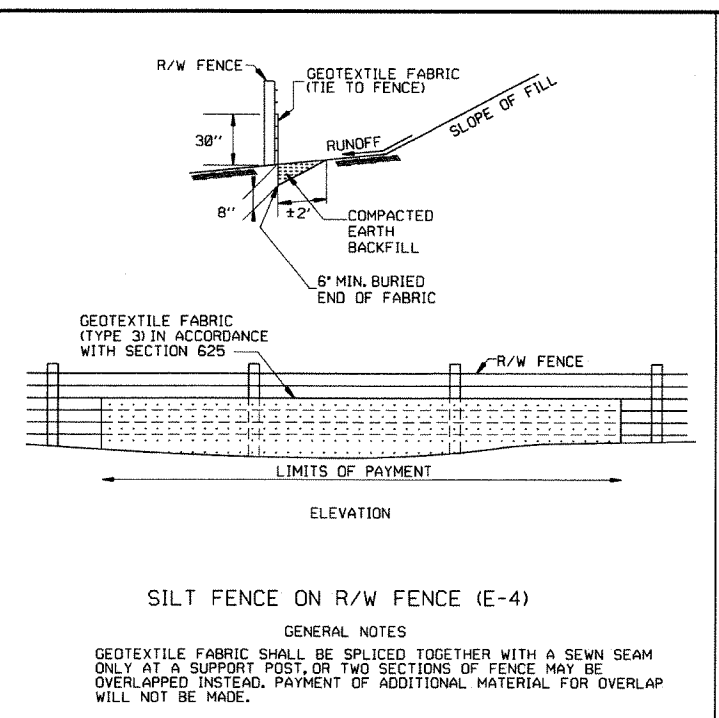 R/W FENCE
GEOTEXTILE FABRIC
(TIE TO FENCE)
SLOPE OF FILL
30"
RUNOFF
8"
±2'
COMPACTED
EARTH
BACKFILL
6" MIN. BURIED
END OF FABRIC
GEOTEXTILE FABRIC
(TYPE 3) IN ACCORDANCE
WITH SECTION 625
R/W FENCE
LIMITS OF PAYMENT
ELEVATION
SILT FENCE ON R/W FENCE (E-4)
GENERAL NOTES
GEOTEXTILE FABRIC SHALL BE SPLICED TOGETHER WITH A SEWN SEAM
ONLY AT A SUPPORT POST, OR TWO SECTIONS OF FENCE MAY BE
OVERLAPPED INSTEAD. PAYMENT OF ADDITIONAL MATERIAL FOR OVERLAP
WILL NOT BE MADE.